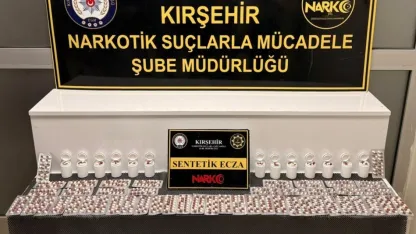 KIRŞEHİR
NARKO
NARKOTİK SUÇLARLA MÜCADELE
ŞUBE MÜDÜRLÜĞÜ
KIRŞEHİR
SENTETİK ECZA
NARKO